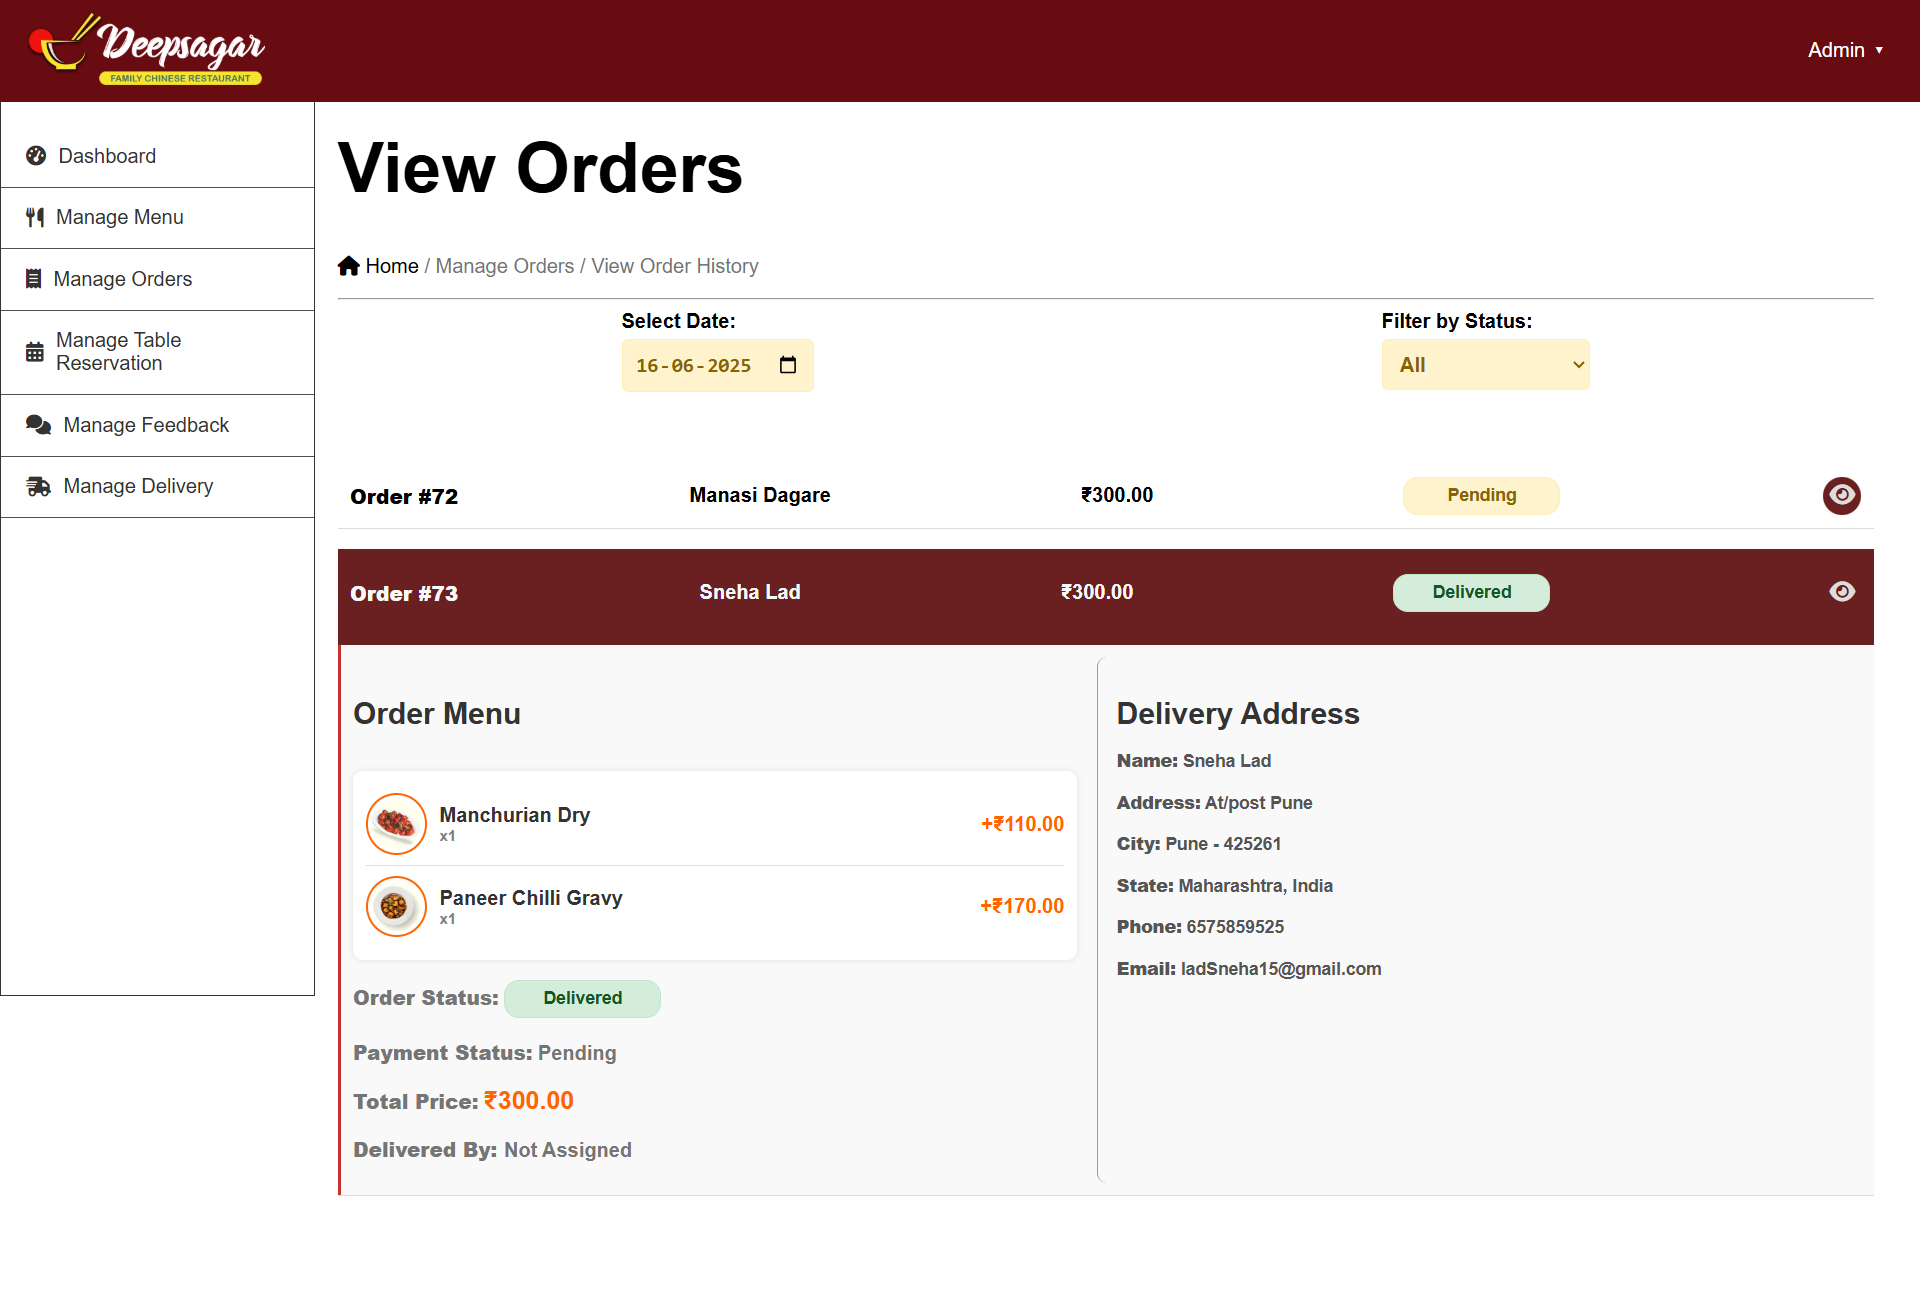 Deepsagar
FAMILY CHINESE RESTAURANT
Admin ▼
Dashboard
Manage Menu
Manage Orders
Manage Table
Reservation
Manage Feedback
Manage Delivery
View Orders
Home / Manage Orders / View Order History
Select Date:
16-06-2025
Filter by Status:
All
Order #72 Manasi Dagare ₹300.00 Pending
Order #73 Sneha Lad ₹300.00 Delivered
Order Menu
Manchurian Dry
x1
+₹110.00
Paneer Chilli Gravy
x1
+₹170.00
Order Status: Delivered
Payment Status: Pending
Total Price: ₹300.00
Delivered By: Not Assigned
Delivery Address
Name: Sneha Lad
Address: At/post Pune
City: Pune - 425261
State: Maharashtra, India
Phone: 6575859525
Email: ladSneha15@gmail.com